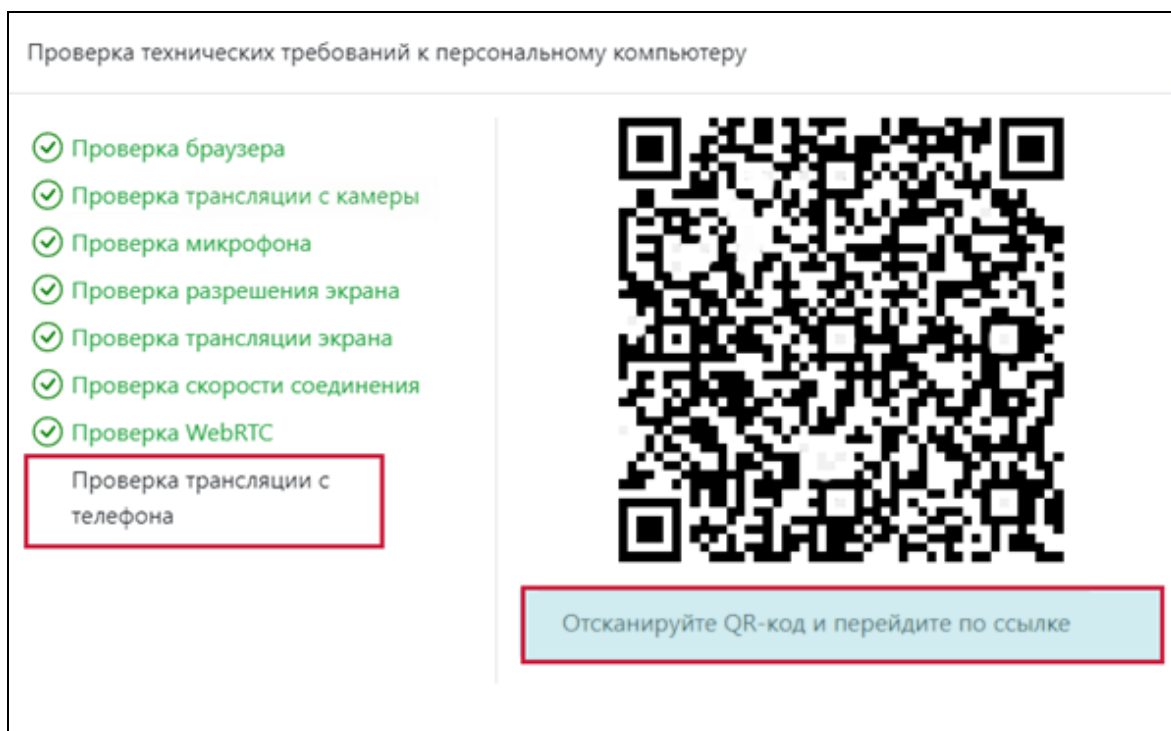 Проверка технических требований к персональному компьютеру
Проверка браузера
Проверка трансляции с камеры
Проверка микрофона
Проверка разрешения экрана
Проверка трансляции экрана
Проверка скорости соединения
Проверка WebRTC
Проверка трансляции с
телефона
Отсканируйте QR-код и перейдите по ссылке